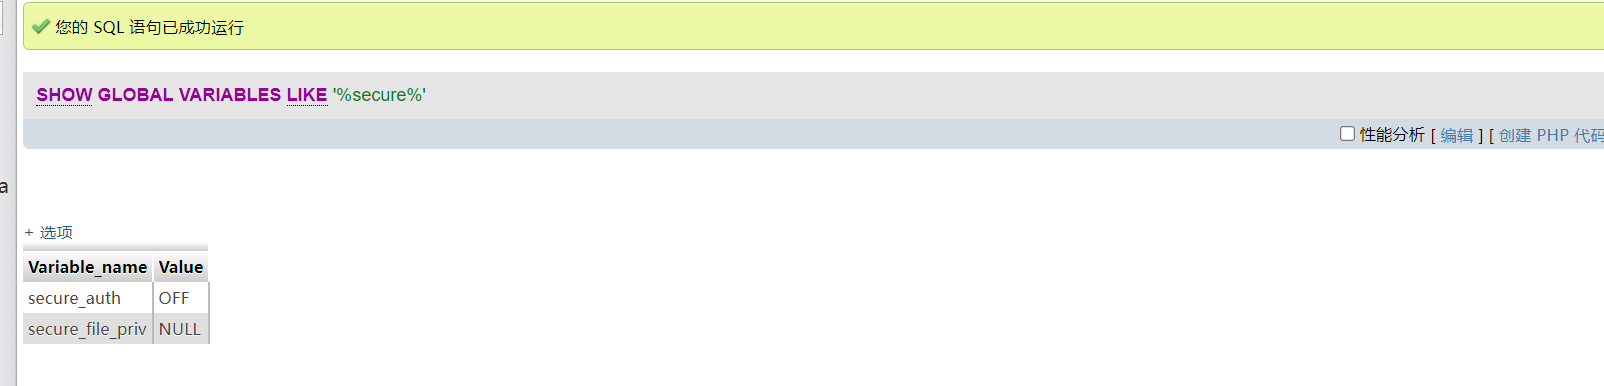 您的 SQL 语句已成功运行
SHOW GLOBAL VARIABLES LIKE '%secure%'
性能分析 [ 编辑 ] [ 创建 PHP 代码
a
+ 选项
Variable_name Value
secure_auth OFF
secure_file_priv NULL